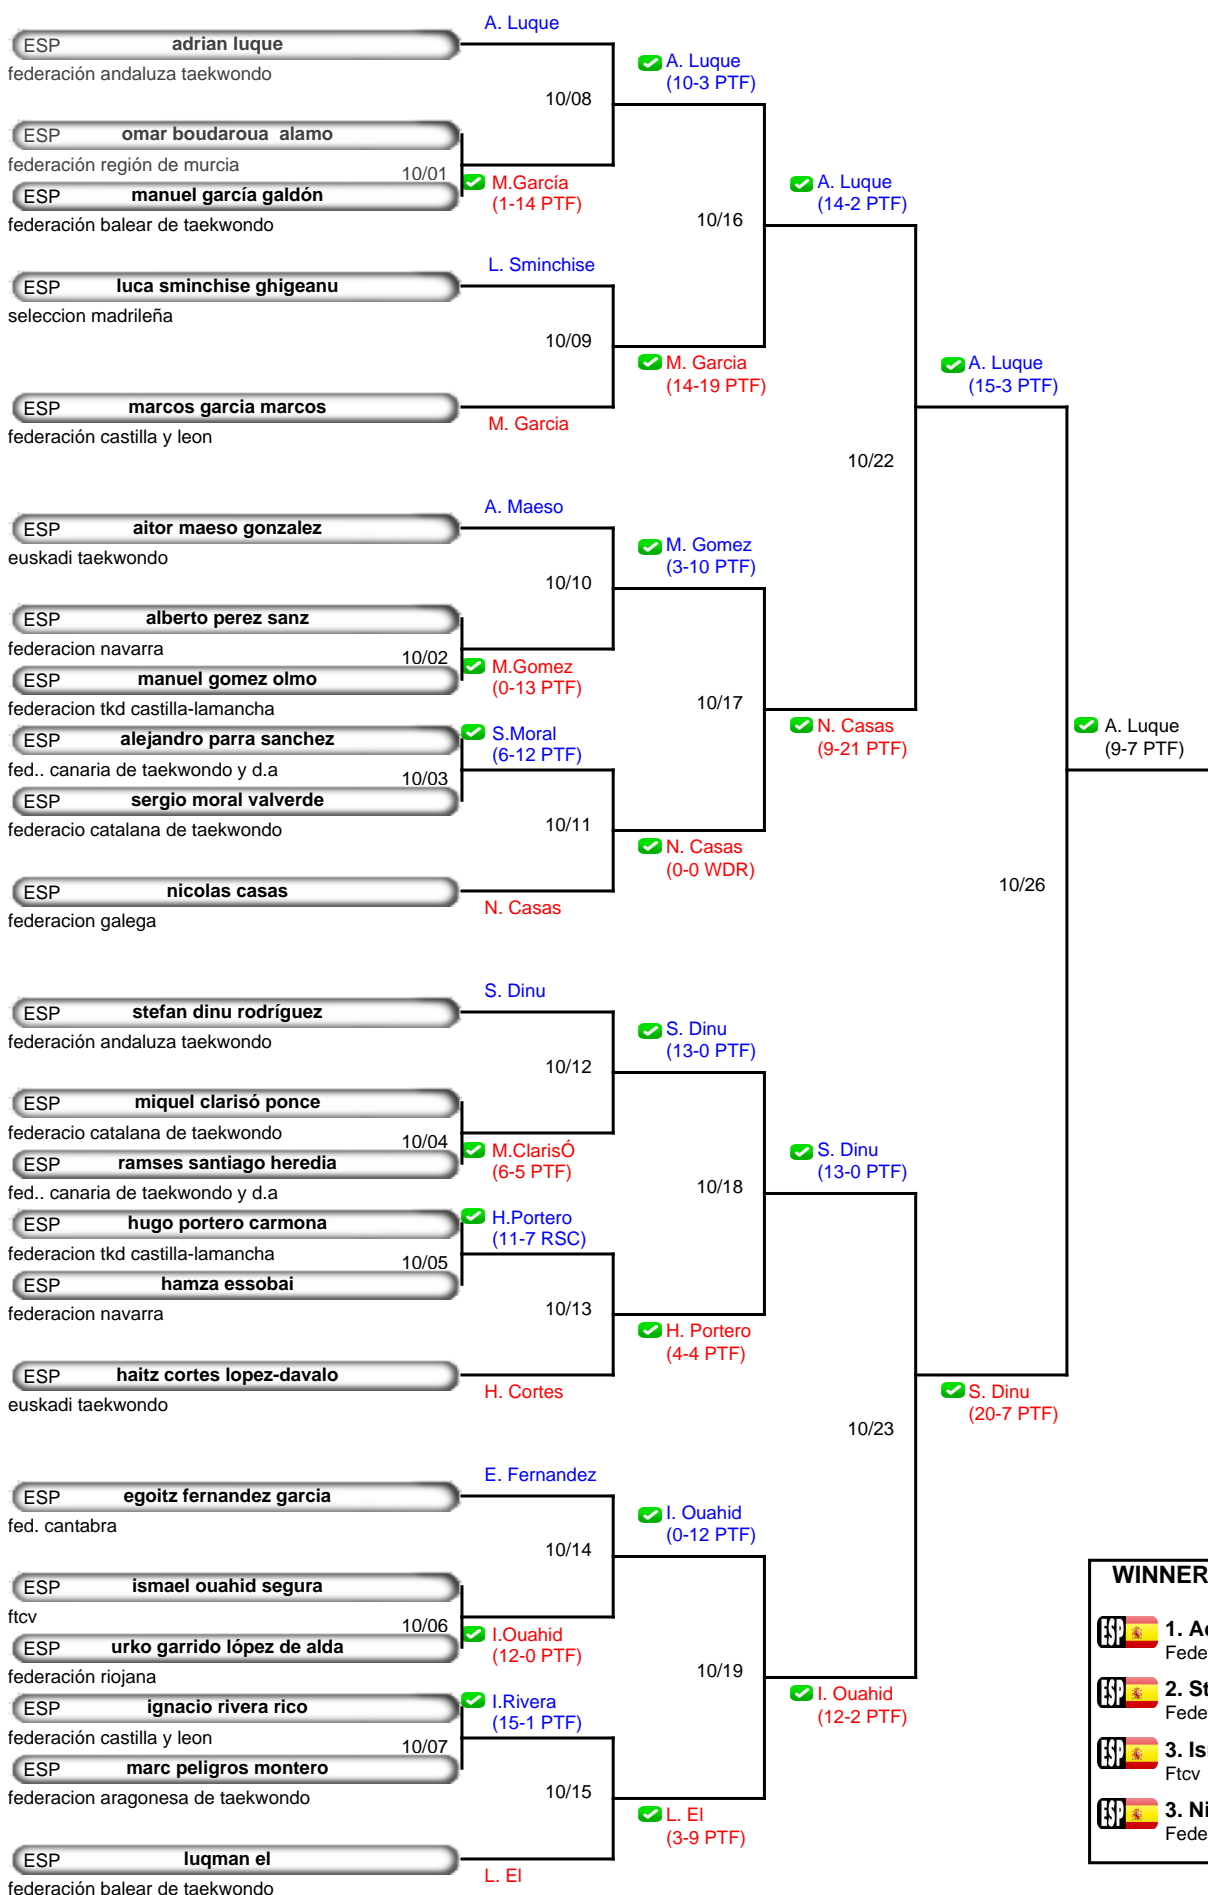 A. Luque
ESP adrian luque
federación andaluza taekwondo
A. Luque
(10-3 PTF)
10/08
ESP omar boudaroua alamo
federación región de murcia
10/01
M.García
(1-14 PTF)
ESP manuel garcía galdón
federación balear de taekwondo
A. Luque
(14-2 PTF)
10/16
L. Sminchise
ESP luca sminchise ghigeanu
seleccion madrileña
10/09
M. Garcia
(14-19 PTF)
ESP marcos garcia marcos
federación castilla y leon
M. Garcia
A. Luque
(15-3 PTF)
10/22
A. Maeso
ESP aitor maeso gonzalez
euskadi taekwondo
M. Gomez
(3-10 PTF)
10/10
ESP alberto perez sanz
federacion navarra
10/02
M.Gomez
(0-13 PTF)
ESP manuel gomez olmo
federacion tkd castilla-lamancha
10/17
N. Casas
(9-21 PTF)
ESP alejandro parra sanchez
fed.. canaria de taekwondo y d.a
S.Moral
(6-12 PTF)
10/03
ESP sergio moral valverde
federacio catalana de taekwondo
10/11
N. Casas
(0-0 WDR)
ESP nicolas casas
federacion galega
N. Casas
A. Luque
(9-7 PTF)
10/26
S. Dinu
ESP stefan dinu rodríguez
federación andaluza taekwondo
S. Dinu
(13-0 PTF)
10/12
ESP miquel clarisó ponce
federacio catalana de taekwondo
10/04
M.ClarisÓ
(6-5 PTF)
ESP ramses santiago heredia
fed.. canaria de taekwondo y d.a
S. Dinu
(13-0 PTF)
10/18
ESP hugo portero carmona
federacion tkd castilla-lamancha
H.Portero
(11-7 RSC)
10/05
ESP hamza essobai
federacion navarra
10/13
H. Portero
(4-4 PTF)
ESP haitz cortes lopez-davalo
euskadi taekwondo
H. Cortes
S. Dinu
(20-7 PTF)
10/23
E. Fernandez
ESP egoitz fernandez garcia
fed. cantabra
I. Ouahid
(0-12 PTF)
10/14
ESP ismael ouahid segura
ftcv
10/06
I.Ouahid
(12-0 PTF)
ESP urko garrido lópez de alda
federación riojana
10/19
I. Ouahid
(12-2 PTF)
ESP ignacio rivera rico
federación castilla y leon
I.Rivera
(15-1 PTF)
10/07
ESP marc peligros montero
federacion aragonesa de taekwondo
10/15
L. El
(3-9 PTF)
ESP luqman el
federación balear de taekwondo
L. El
WINNER
ESP 1. Ad
Fede
ESP 2. St
Fede
ESP 3. Is
Ftcv
ESP 3. Ni
Fede